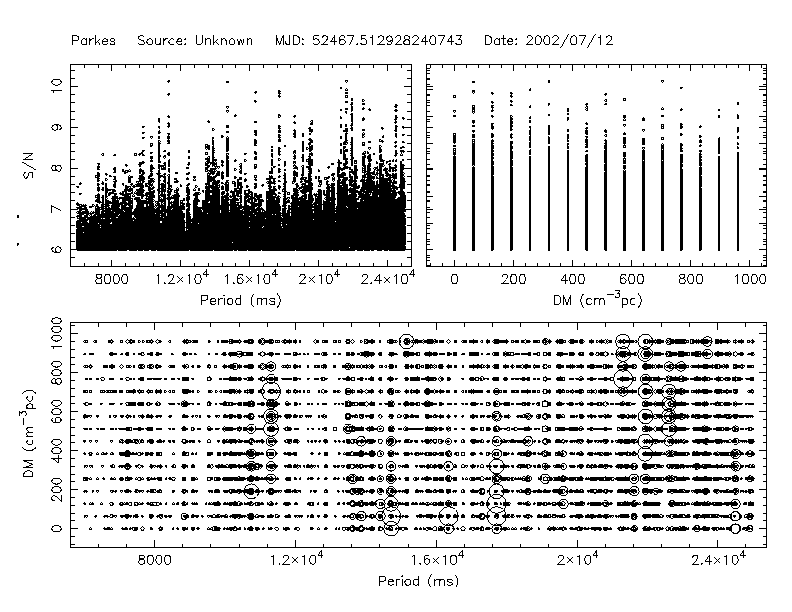 Parkes Source: Unknown MJD: 52467.512928240743 Date: 2002/07/12
S/N
6 7 8 9 10
8000 1.2×10⁴ 1.6×10⁴ 2×10⁴ 2.4×10⁴
Period (ms)
0 200 400 600 800 1000
DM (cm⁻³pc)
DM (cm⁻³pc)
0 200 400 600 800 1000
8000 1.2×10⁴ 1.6×10⁴ 2×10⁴ 2.4×10⁴
Period (ms)